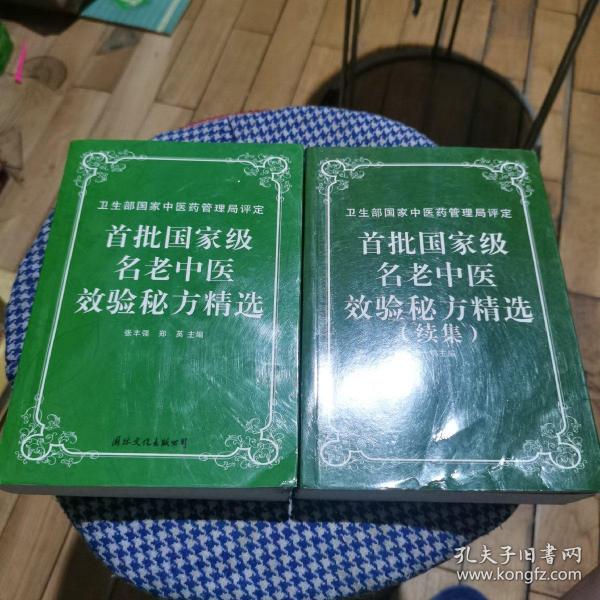 卫生部国家中医药管理局评定
首批国家级
名老中医
效验秘方精选
张丰强 郑英 主编
国际文化出版公司
卫生部国家中医药管理局评定
首批国家级
名老中医
效验秘方精选
(续集)
主编
孔夫子旧书网
www.kongfz.com